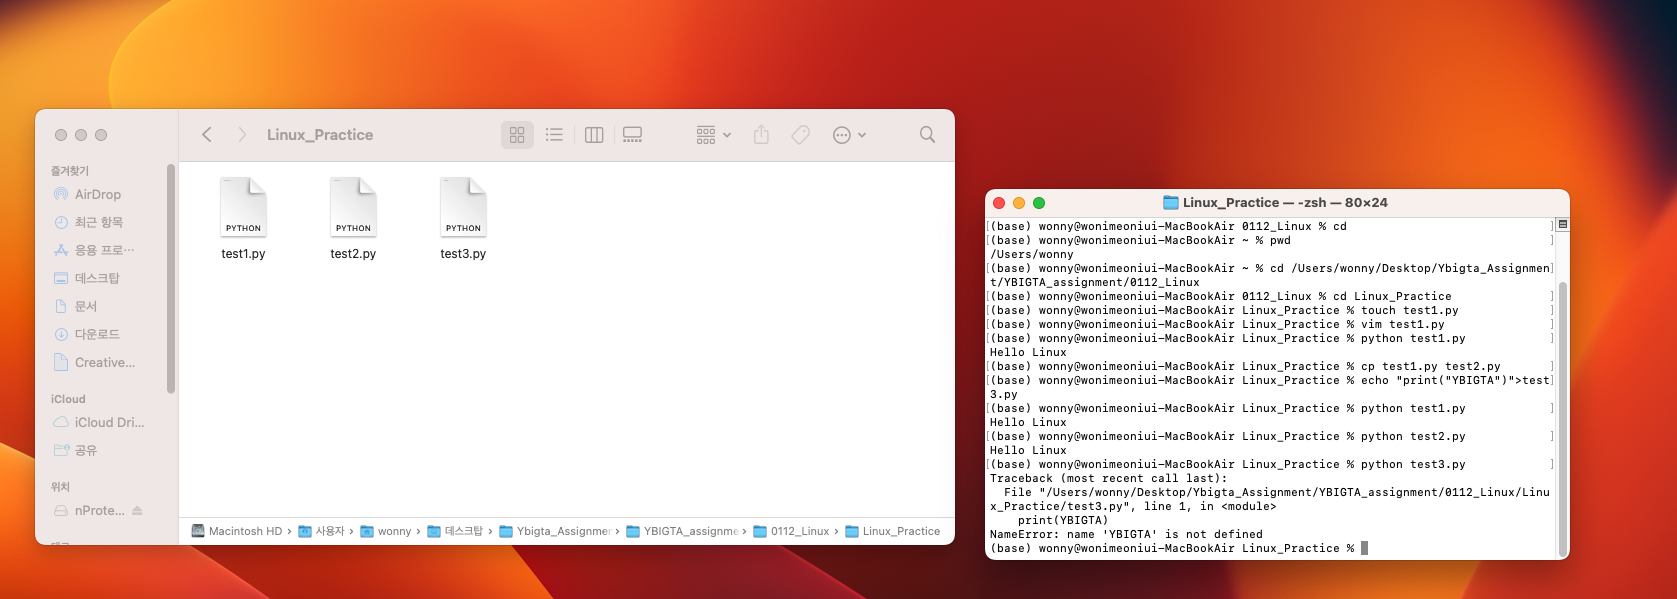 Linux_Practice
즐겨찾기
AirDrop
최근 항목
응용 프로…
데스크탑
문서
다운로드
Creative...
iCloud
iCloud Dri...
공유
위치
nProte...
PYTHON
test1.py
PYTHON
test2.py
PYTHON
test3.py
Macintosh HD › 사용자 › wonny › 데스크탑 › Ybigta_Assignmer › YBIGTA_assignme › 0112_Linux › Linux_Practice
Linux_Practice — -zsh — 80×24
[(base) wonny@wonimeoniui-MacBookAir 0112_Linux % cd ]
[(base) wonny@wonimeoniui-MacBookAir ~ % pwd ]
/Users/wonny
[(base) wonny@wonimeoniui-MacBookAir ~ % cd /Users/wonny/Desktop/Ybigta_Assignmen]
t/YBIGTA_assignment/0112_Linux
[(base) wonny@wonimeoniui-MacBookAir 0112_Linux % cd Linux_Practice ]
[(base) wonny@wonimeoniui-MacBookAir Linux_Practice % touch test1.py ]
[(base) wonny@wonimeoniui-MacBookAir Linux_Practice % vim test1.py ]
[(base) wonny@wonimeoniui-MacBookAir Linux_Practice % python test1.py ]
Hello Linux
[(base) wonny@wonimeoniui-MacBookAir Linux_Practice % cp test1.py test2.py ]
[(base) wonny@wonimeoniui-MacBookAir Linux_Practice % echo "print("YBIGTA")">test]
3.py
[(base) wonny@wonimeoniui-MacBookAir Linux_Practice % python test1.py ]
Hello Linux
[(base) wonny@wonimeoniui-MacBookAir Linux_Practice % python test2.py ]
Hello Linux
[(base) wonny@wonimeoniui-MacBookAir Linux_Practice % python test3.py ]
Traceback (most recent call last):
File "/Users/wonny/Desktop/Ybigta_Assignment/YBIGTA_assignment/0112_Linux/Linu
x_Practice/test3.py", line 1, in <module>
print(YBIGTA)
NameError: name 'YBIGTA' is not defined
(base) wonny@wonimeoniui-MacBookAir Linux_Practice %